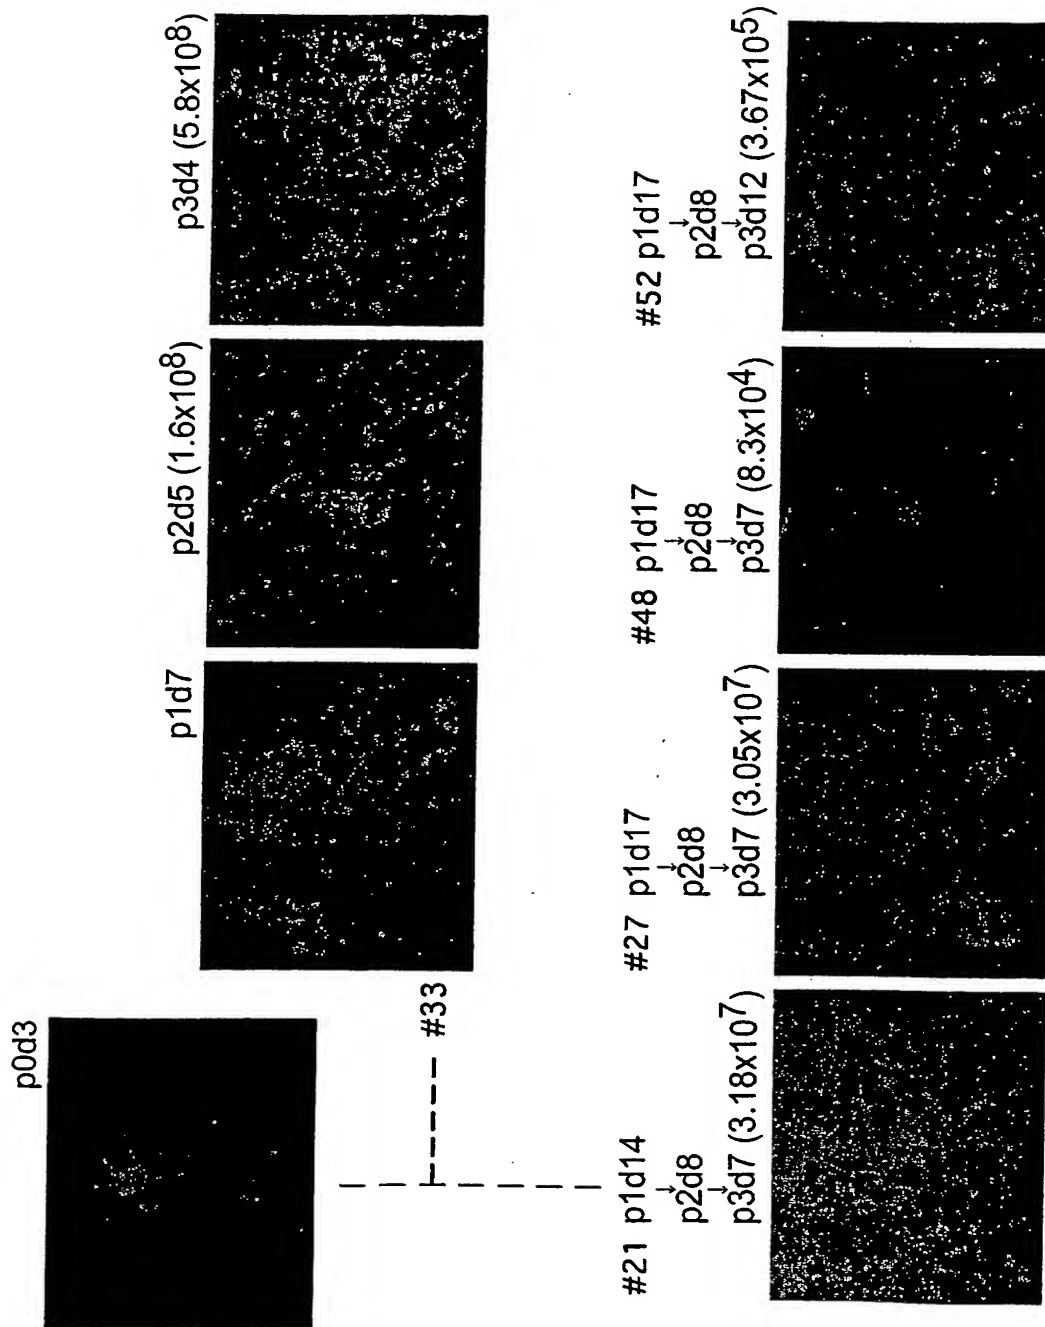 p0d3
#33
p1d7
p2d5 (1.6x10⁸)
p3d4 (5.8x10⁸)
#21 p1d14
→
p2d8
→
p3d7 (3.18x10⁷)
#27 p1d17
→
p2d8
→
p3d7 (3.05x10⁷)
#48 p1d17
→
p2d8
→
p3d7 (8.3x10⁴)
#52 p1d17
→
p2d8
→
p3d12 (3.67x10⁵)